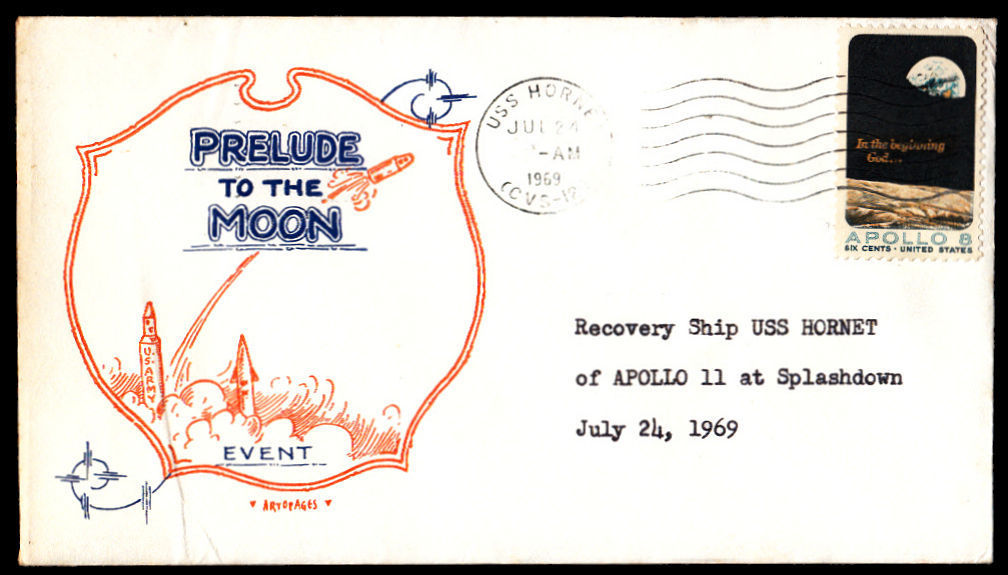 PRELUDE
TO THE
MOON
U.S. ARMY
EVENT
ARTOPAGES
USS HORNE
JUL 24
-AM
1969
(CVS-12
In the beginning
God...
APOLLO 8
SIX CENTS · UNITED STATES
Recovery Ship USS HORNET
of APOLLO 11 at Splashdown
July 24, 1969